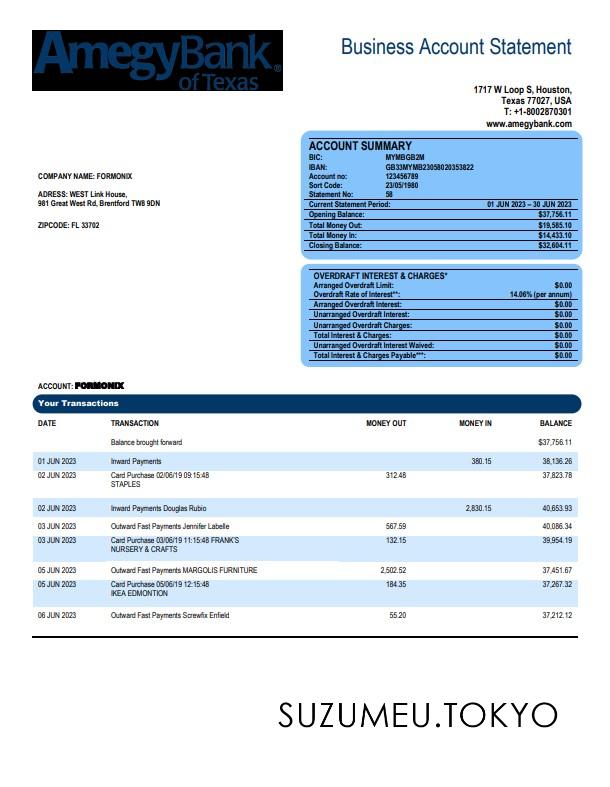 AmegyBank®
of Texas
Business Account Statement
1717 W Loop S, Houston,
Texas 77027, USA
T: +1-8002870301
www.amegybank.com
ACCOUNT SUMMARY
BIC: MYMBGB2M
IBAN: GB33MYMB23058020353822
Account no: 123456789
Sort Code: 23/05/1980
Statement No: 58
Current Statement Period: 01 JUN 2023 – 30 JUN 2023
Opening Balance: $37,756.11
Total Money Out: $19,585.10
Total Money In: $14,433.10
Closing Balance: $32,604.11
COMPANY NAME: FORMONIX
ADRESS: WEST Link House,
981 Great West Rd, Brentford TW8 9DN
ZIPCODE: FL 33702
OVERDRAFT INTEREST & CHARGES*
Arranged Overdraft Limit: $0.00
Overdraft Rate of Interest**: 14.06% (per annum)
Arranged Overdraft Interest: $0.00
Unarranged Overdraft Interest: $0.00
Unarranged Overdraft Charges: $0.00
Total Interest & Charges: $0.00
Unarranged Overdraft Interest Waived: $0.00
Total Interest & Charges Payable***: $0.00
ACCOUNT: FORMONIX
Your Transactions
DATE TRANSACTION MONEY OUT MONEY IN BALANCE
Balance brought forward $37,756.11
01 JUN 2023 Inward Payments 380.15 38,136.26
02 JUN 2023 Card Purchase 02/06/19 09:15:48 312.48 37,823.78
STAPLES
02 JUN 2023 Inward Payments Douglas Rubio 2,830.15 40,653.93
03 JUN 2023 Outward Fast Payments Jennifer Labelle 567.59 40,086.34
03 JUN 2023 Card Purchase 03/06/19 11:15:48 FRANK'S 132.15 39,954.19
NURSERY & CRAFTS
05 JUN 2023 Outward Fast Payments MARGOLIS FURNITURE 2,502.52 37,451.67
05 JUN 2023 Card Purchase 05/06/19 12:15:48 184.35 37,267.32
IKEA EDMONTION
06 JUN 2023 Outward Fast Payments Screwfix Enfield 55.20 37,212.12
SUZUMEU.TOKYO